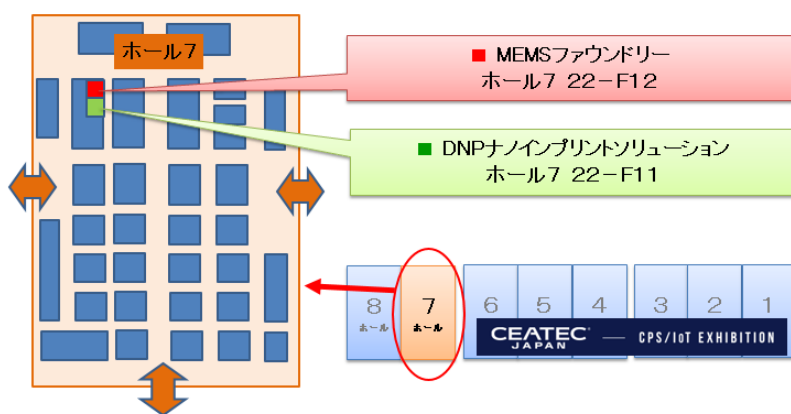 ホール7
■ MEMSファウンドリー
ホール7 22-F12
■ DNPナノインプリントソリューション
ホール7 22-F11
8
ホール
7
ホール
6
5
4
3
2
1
CEATEC JAPAN — CPS/IoT EXHIBITION